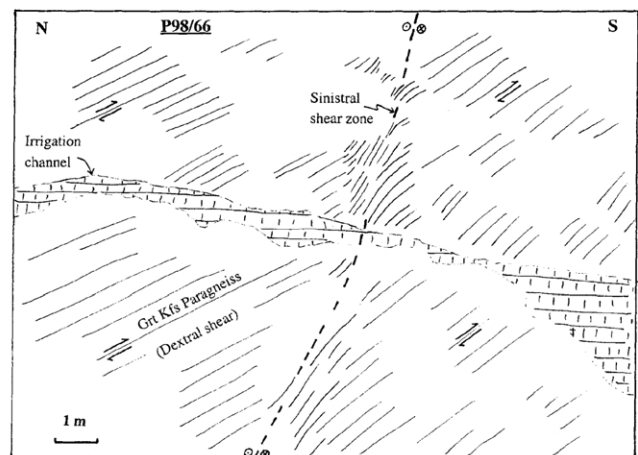 N
P98/66
S
Sinistral
shear zone
Irrigation
channel
Grt Kfs Paragneiss
(Dextral shear)
1 m